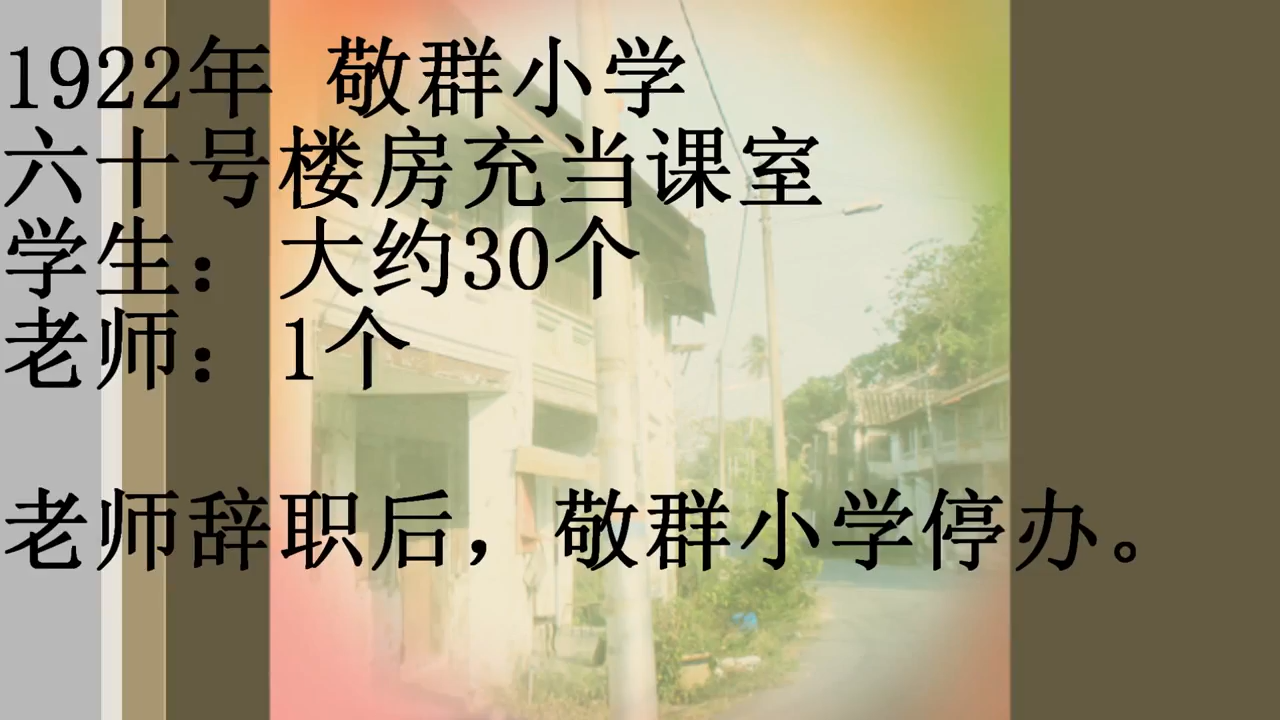 1922年 敬群小学
六十号楼房充当课室
学生：大约30个
老师：1个
老师辞职后，敬群小学停办。